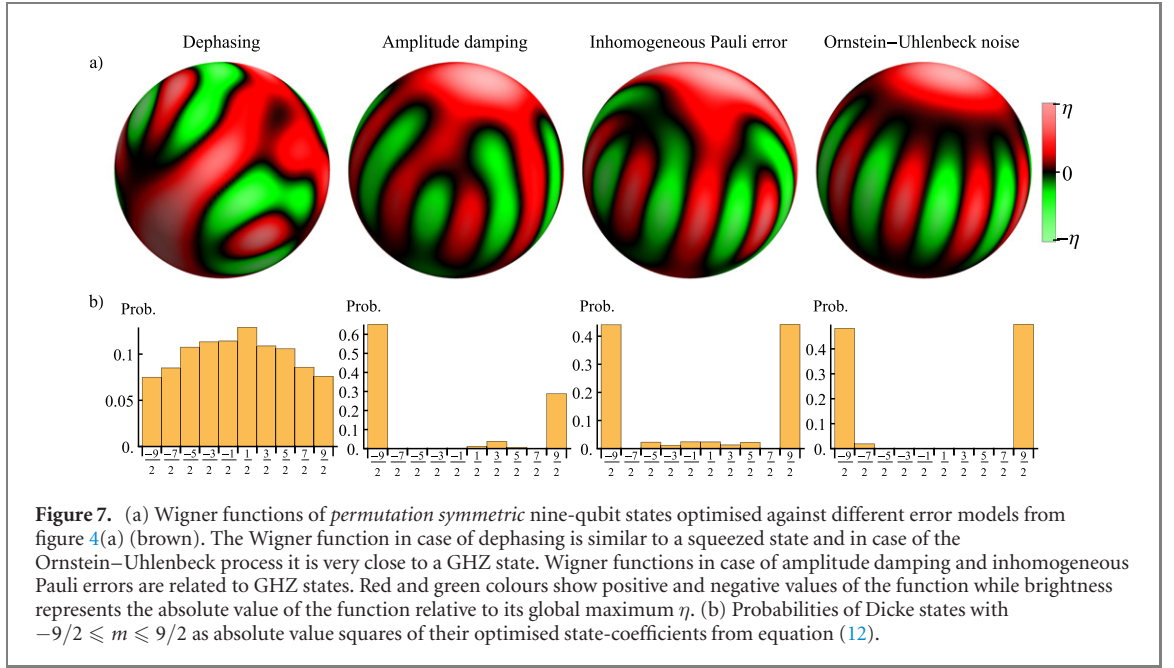 Dephasing Amplitude damping Inhomogeneous Pauli error Ornstein−Uhlenbeck noise
a)
η
0
−η
b) Prob. Prob. Prob. Prob.
0.1
0.05
0.
-9/2 -7/2 -5/2 -3/2 -1/2 1/2 3/2 5/2 7/2 9/2
0.6
0.5
0.4
0.3
0.2
0.1
0.
-9/2 -7/2 -5/2 -3/2 -1/2 1/2 3/2 5/2 7/2 9/2
0.4
0.3
0.2
0.1
0.
-9/2 -7/2 -5/2 -3/2 -1/2 1/2 3/2 5/2 7/2 9/2
0.4
0.3
0.2
0.1
0.
-9/2 -7/2 -5/2 -3/2 -1/2 1/2 3/2 5/2 7/2 9/2
Figure 7. (a) Wigner functions of permutation symmetric nine-qubit states optimised against different error models from
figure 4(a) (brown). The Wigner function in case of dephasing is similar to a squeezed state and in case of the
Ornstein−Uhlenbeck process it is very close to a GHZ state. Wigner functions in case of amplitude damping and inhomogeneous
Pauli errors are related to GHZ states. Red and green colours show positive and negative values of the function while brightness
represents the absolute value of the function relative to its global maximum η. (b) Probabilities of Dicke states with
−9/2 ⩽ m ⩽ 9/2 as absolute value squares of their optimised state-coefficients from equation (12).